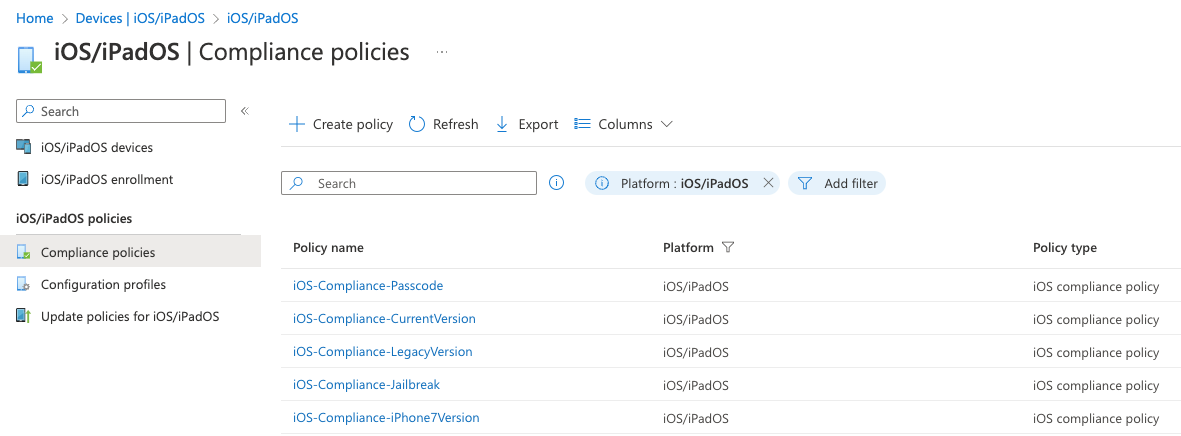 Home > Devices | iOS/iPadOS > iOS/iPadOS
iOS/iPadOS | Compliance policies ...
Search «
iOS/iPadOS devices
iOS/iPadOS enrollment
iOS/iPadOS policies
Compliance policies
Configuration profiles
Update policies for iOS/iPadOS
Create policy Refresh Export Columns
Search Platform : iOS/iPadOS Add filter
Policy name Platform Policy type
iOS-Compliance-Passcode iOS/iPadOS iOS compliance policy
iOS-Compliance-CurrentVersion iOS/iPadOS iOS compliance policy
iOS-Compliance-LegacyVersion iOS/iPadOS iOS compliance policy
iOS-Compliance-Jailbreak iOS/iPadOS iOS compliance policy
iOS-Compliance-iPhone7Version iOS/iPadOS iOS compliance policy